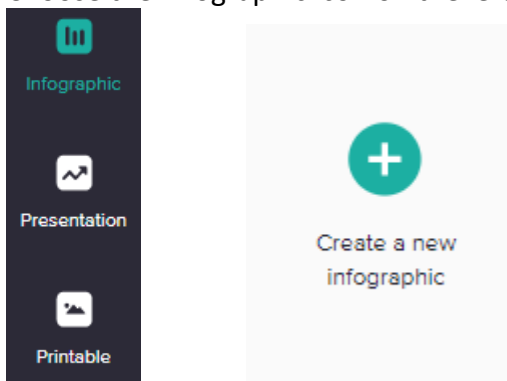 Infographic
Presentation
Printable
Create a new
infographic